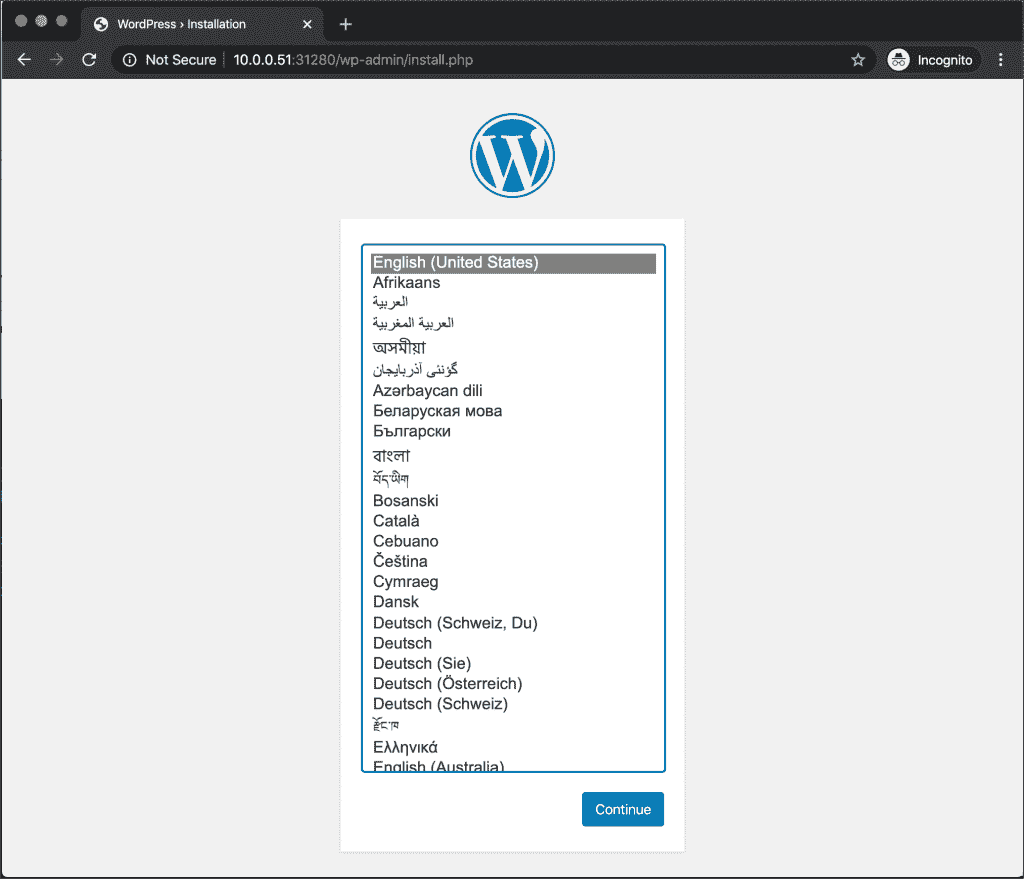 WordPress › Installation
Not Secure
10.0.0.51:31280/wp-admin/install.php
Incognito
English (United States)
Afrikaans
العربية
العربية المغربية
অসমীয়া
گؤنئی آذربایجان
Azərbaycan dili
Беларуская мова
Български
বাংলা
བོད་ཡིག
Bosanski
Català
Cebuano
Čeština
Cymraeg
Dansk
Deutsch (Schweiz, Du)
Deutsch
Deutsch (Sie)
Deutsch (Österreich)
Deutsch (Schweiz)
རྫོང་ཁ
Ελληνικά
English (Australia)
Continue